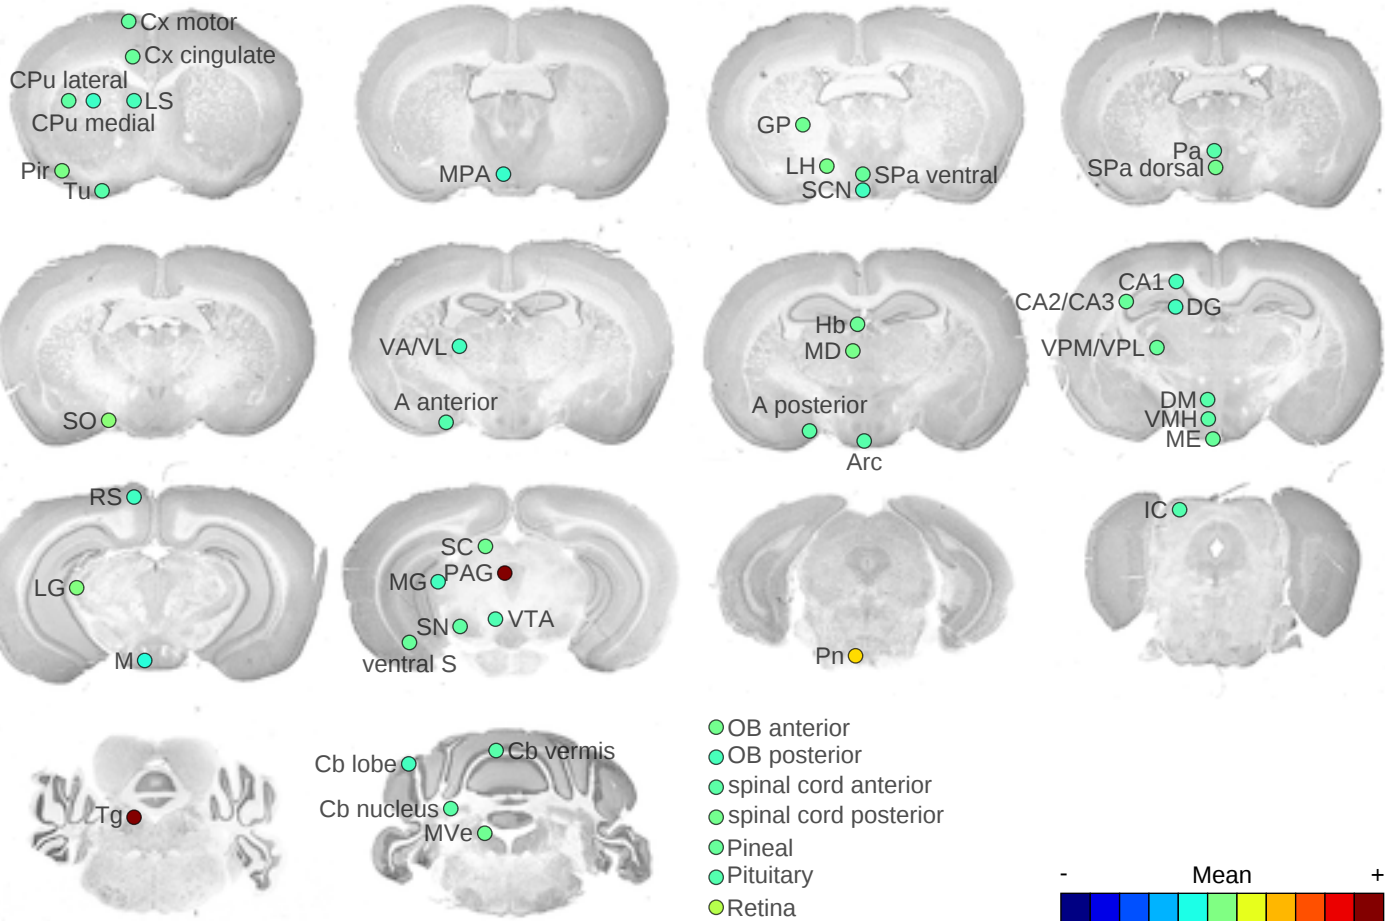 Cx motor
Cx cingulate
CPu lateral
LS
CPu medial
Pir
Tu
MPA
GP
LH
SPa ventral
SCN
Pa
SPa dorsal
SO
VA/VL
A anterior
Hb
MD
A posterior
Arc
CA1
CA2/CA3
DG
VPM/VPL
DM
VMH
ME
RS
LG
M
SC
PAG
MG
VTA
SN
ventral S
Pn
IC
Tg
Cb vermis
Cb lobe
Cb nucleus
MVe
OB anterior
OB posterior
spinal cord anterior
spinal cord posterior
Pineal
Pituitary
Retina
- Mean +